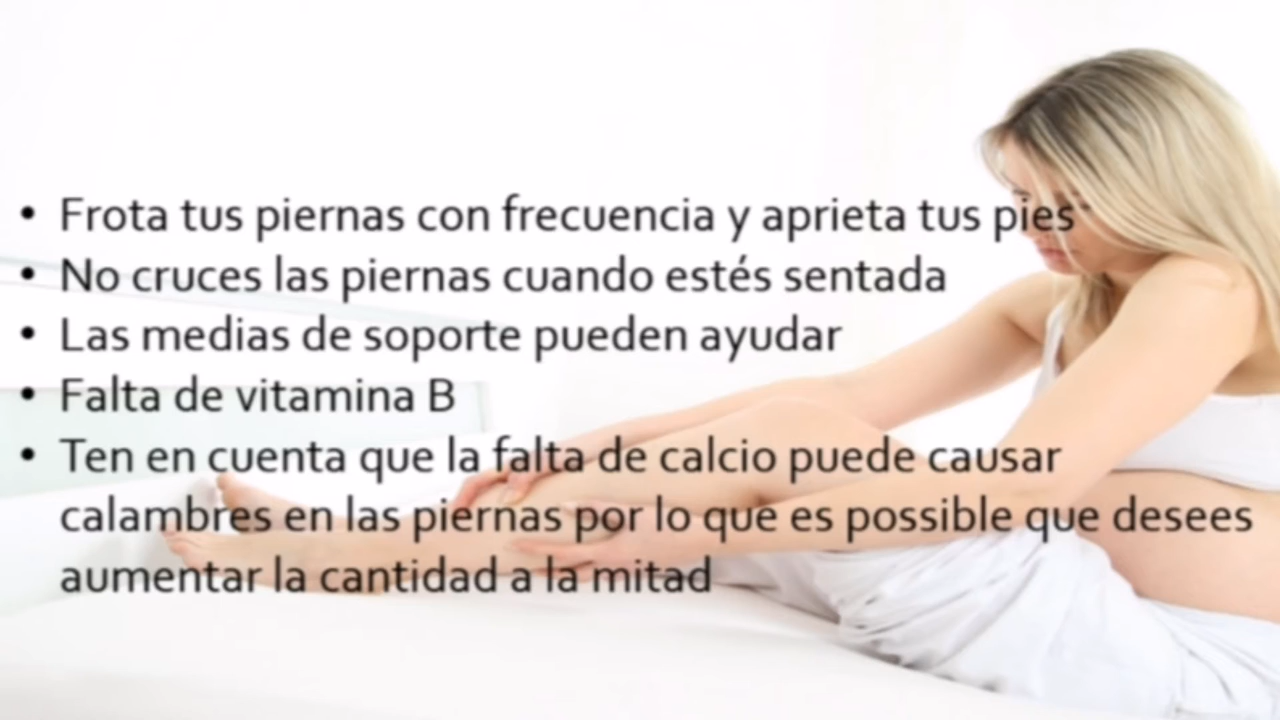 • Frota tus piernas con frecuencia y aprieta tus pies
• No cruces las piernas cuando estés sentada
• Las medias de soporte pueden ayudar
• Falta de vitamina B
• Ten en cuenta que la falta de calcio puede causar
calambres en las piernas por lo que es possible que desees
aumentar la cantidad a la mitad